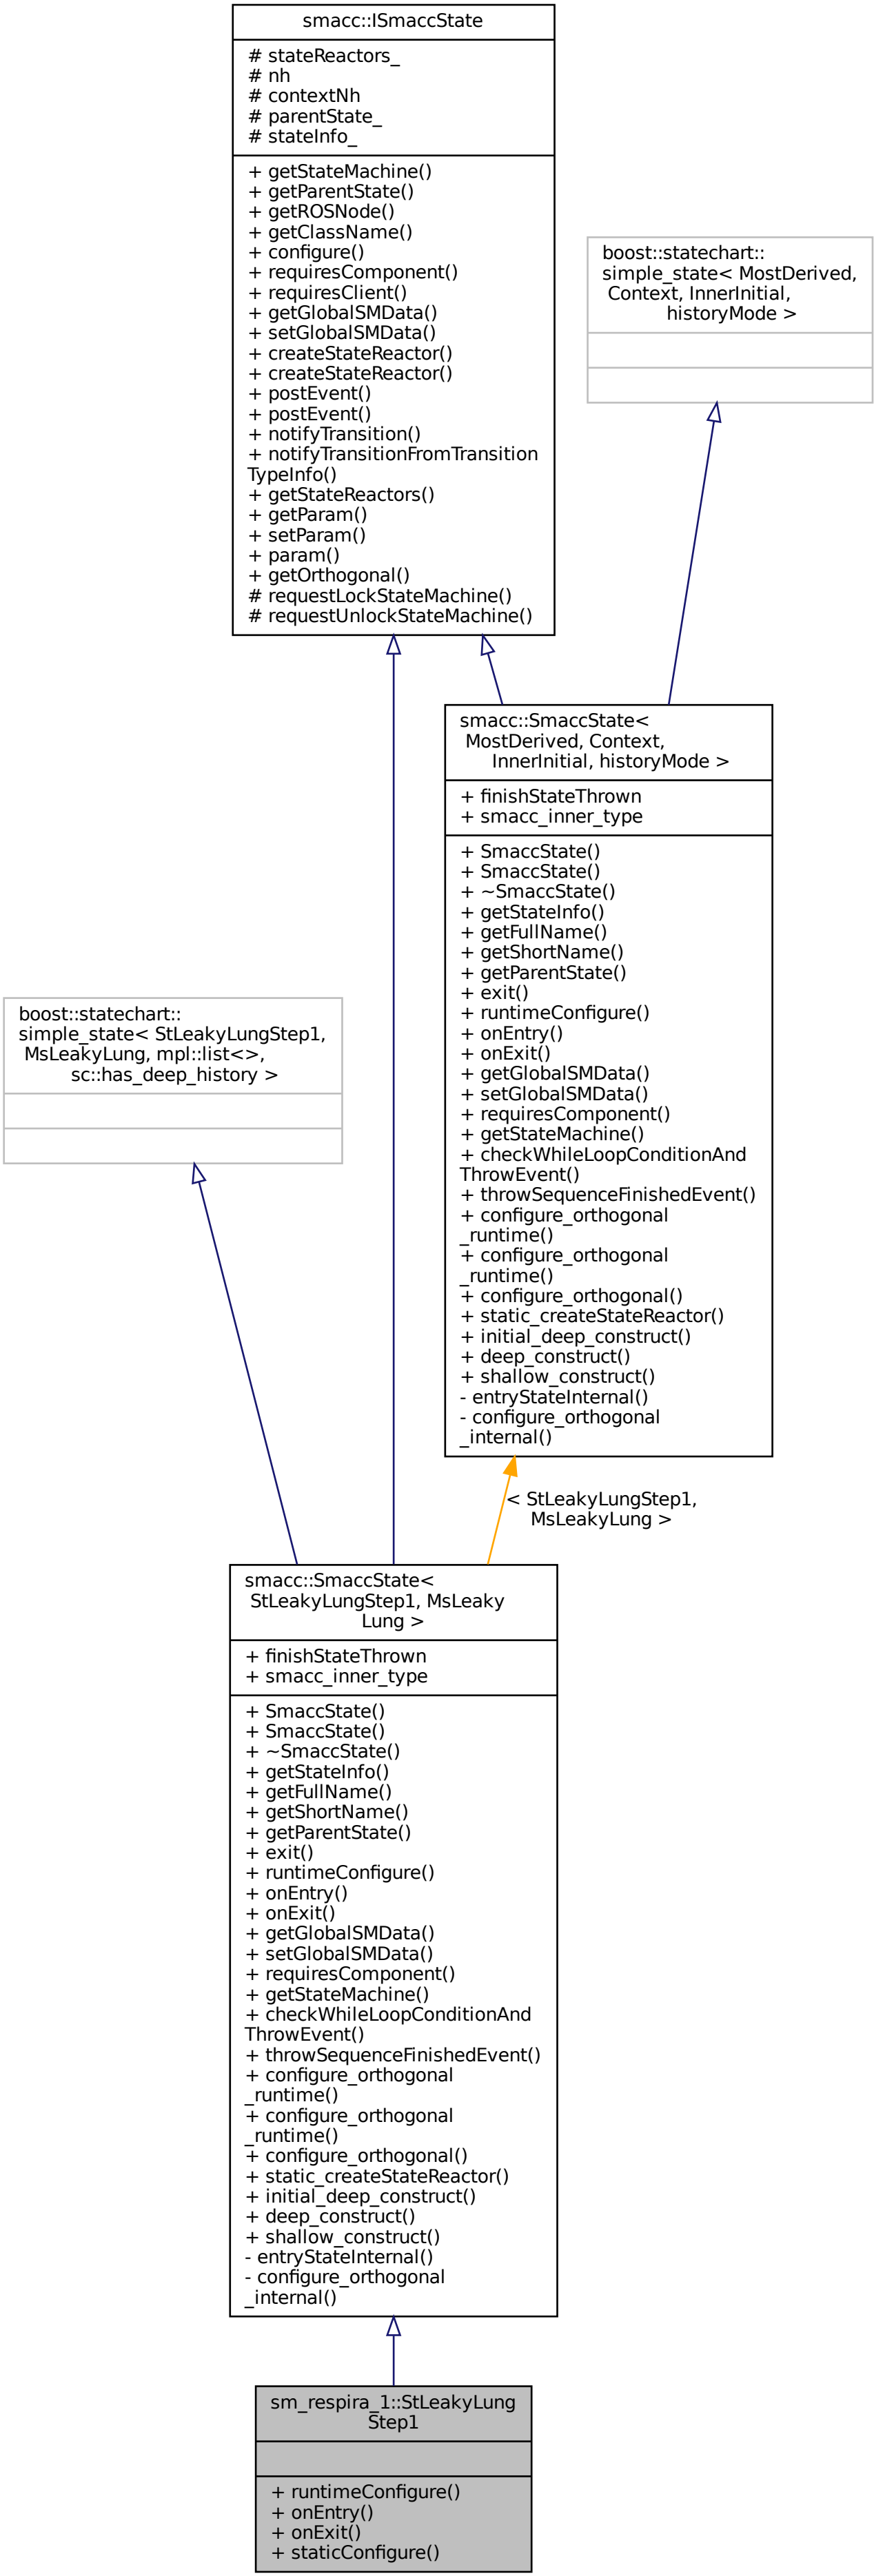 smacc::ISmaccState
# stateReactors_
# nh
# contextNh
# parentState_
# stateInfo_
+ getStateMachine()
+ getParentState()
+ getROSNode()
+ getClassName()
+ configure()
+ requiresComponent()
+ requiresClient()
+ getGlobalSMData()
+ setGlobalSMData()
+ createStateReactor()
+ createStateReactor()
+ postEvent()
+ postEvent()
+ notifyTransition()
+ notifyTransitionFromTransition
TypeInfo()
+ getStateReactors()
+ getParam()
+ setParam()
+ param()
+ getOrthogonal()
# requestLockStateMachine()
# requestUnlockStateMachine()
boost::statechart::
simple_state< MostDerived,
Context, InnerInitial,
historyMode >
smacc::SmaccState<
MostDerived, Context,
InnerInitial, historyMode >
+ finishStateThrown
+ smacc_inner_type
+ SmaccState()
+ SmaccState()
+ ~SmaccState()
+ getStateInfo()
+ getFullName()
+ getShortName()
+ getParentState()
+ exit()
+ runtimeConfigure()
+ onEntry()
+ onExit()
+ getGlobalSMData()
+ setGlobalSMData()
+ requiresComponent()
+ getStateMachine()
+ checkWhileLoopConditionAnd
ThrowEvent()
+ throwSequenceFinishedEvent()
+ configure_orthogonal
_runtime()
+ configure_orthogonal
_runtime()
+ configure_orthogonal()
+ static_createStateReactor()
+ initial_deep_construct()
+ deep_construct()
+ shallow_construct()
- entryStateInternal()
- configure_orthogonal
_internal()
boost::statechart::
simple_state< StLeakyLungStep1,
MsLeakyLung, mpl::list<>,
sc::has_deep_history >
< StLeakyLungStep1,
MsLeakyLung >
smacc::SmaccState<
StLeakyLungStep1, MsLeaky
Lung >
+ finishStateThrown
+ smacc_inner_type
+ SmaccState()
+ SmaccState()
+ ~SmaccState()
+ getStateInfo()
+ getFullName()
+ getShortName()
+ getParentState()
+ exit()
+ runtimeConfigure()
+ onEntry()
+ onExit()
+ getGlobalSMData()
+ setGlobalSMData()
+ requiresComponent()
+ getStateMachine()
+ checkWhileLoopConditionAnd
ThrowEvent()
+ throwSequenceFinishedEvent()
+ configure_orthogonal
_runtime()
+ configure_orthogonal
_runtime()
+ configure_orthogonal()
+ static_createStateReactor()
+ initial_deep_construct()
+ deep_construct()
+ shallow_construct()
- entryStateInternal()
- configure_orthogonal
_internal()
sm_respira_1::StLeakyLung
Step1
+ runtimeConfigure()
+ onEntry()
+ onExit()
+ staticConfigure()